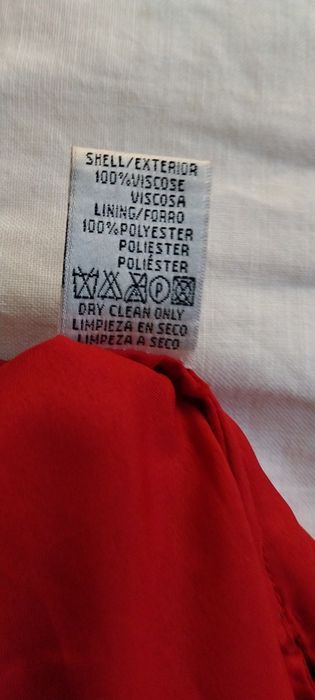 SHELL/EXTERIOR
100%VISCOSE
VISCOSA
LINING/FORRO
100%POLYESTER
POLIESTER
POLIÉSTER
P
DRY CLEAN ONLY
LIMPIEZA EN SECO
LIMPEZA A SECO